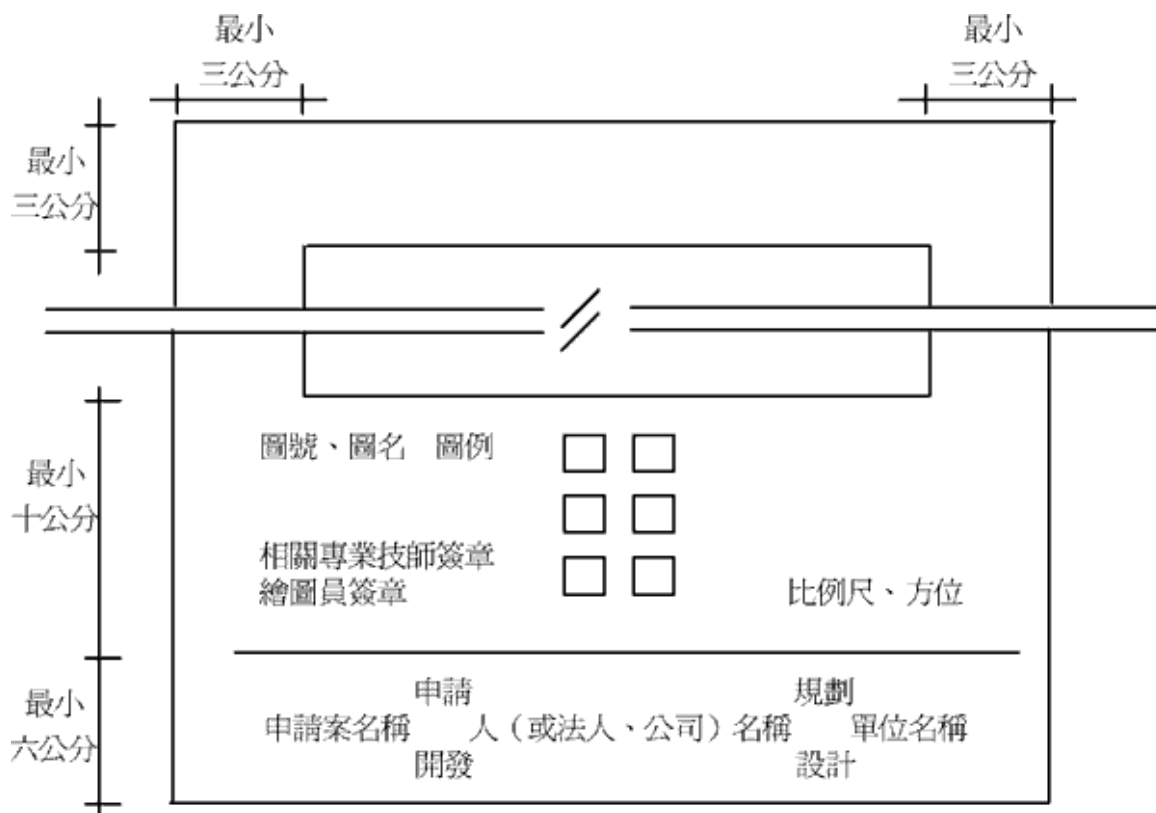 最小
三公分
最小
三公分
最小
三公分
圖號、圖名　圖例
最小
十公分
相關專業技師簽章
繪圖員簽章
比例尺、方位
最小
六公分
申請
規劃
申請案名稱　人（或法人、公司）名稱　單位名稱
開發
設計